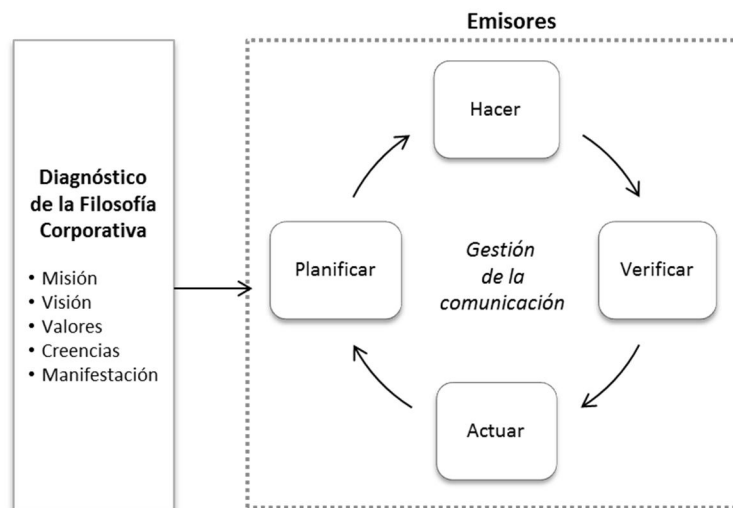 Emisores
Diagnóstico
de la Filosofía
Corporativa
• Misión
• Visión
• Valores
• Creencias
• Manifestación
Hacer
Planificar
Gestión
de la
comunicación
Verificar
Actuar